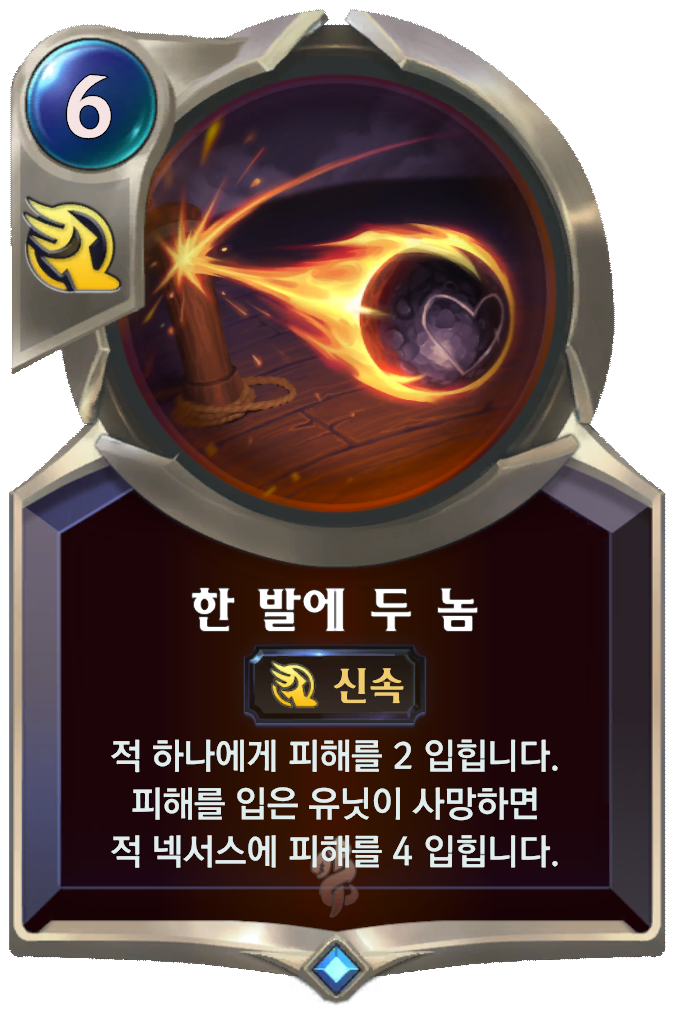 6
한 발에 두 놈
신속
적 하나에게 피해를 2 입힙니다.
피해를 입은 유닛이 사망하면
적 넥서스에 피해를 4 입힙니다.